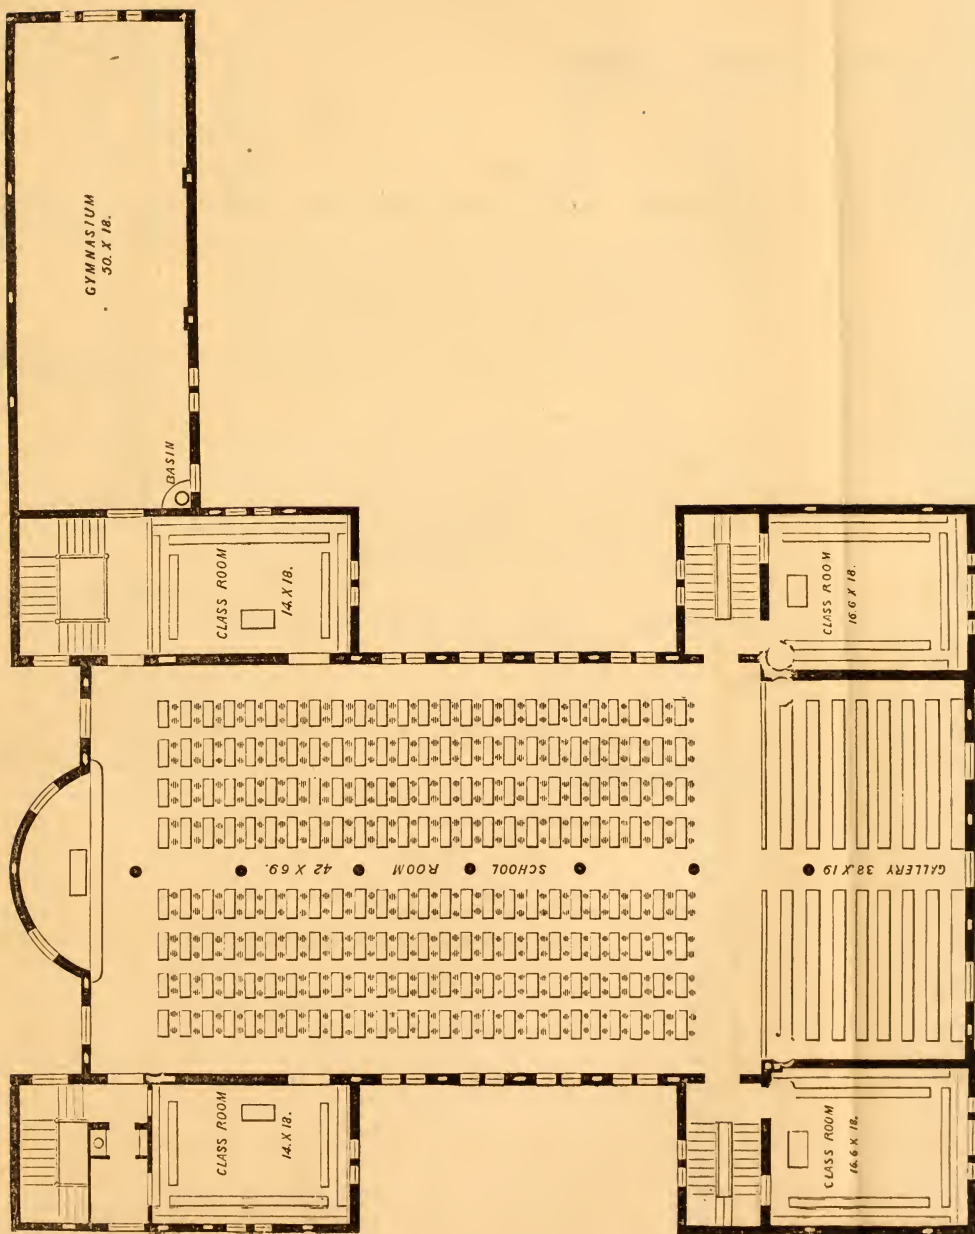 GYMNASIUM
50. X 18.
BASIN
CLASS ROOM
14. X 18.
CLASS ROOM
16.6 X 18.
SCHOOL ROOM 42 X 69.
GALLERY 38 X 19
CLASS ROOM
14. X 18.
CLASS ROOM
16.6 X 18.